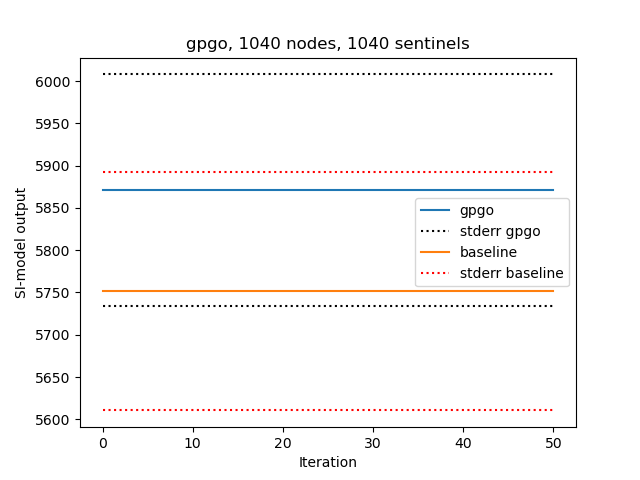 gpgo, 1040 nodes, 1040 sentinels
6000
5950
5900
5850
5800
5750
5700
5650
5600
SI-model output
gpgo
stderr gpgo
baseline
stderr baseline
0 10 20 30 40 50
Iteration